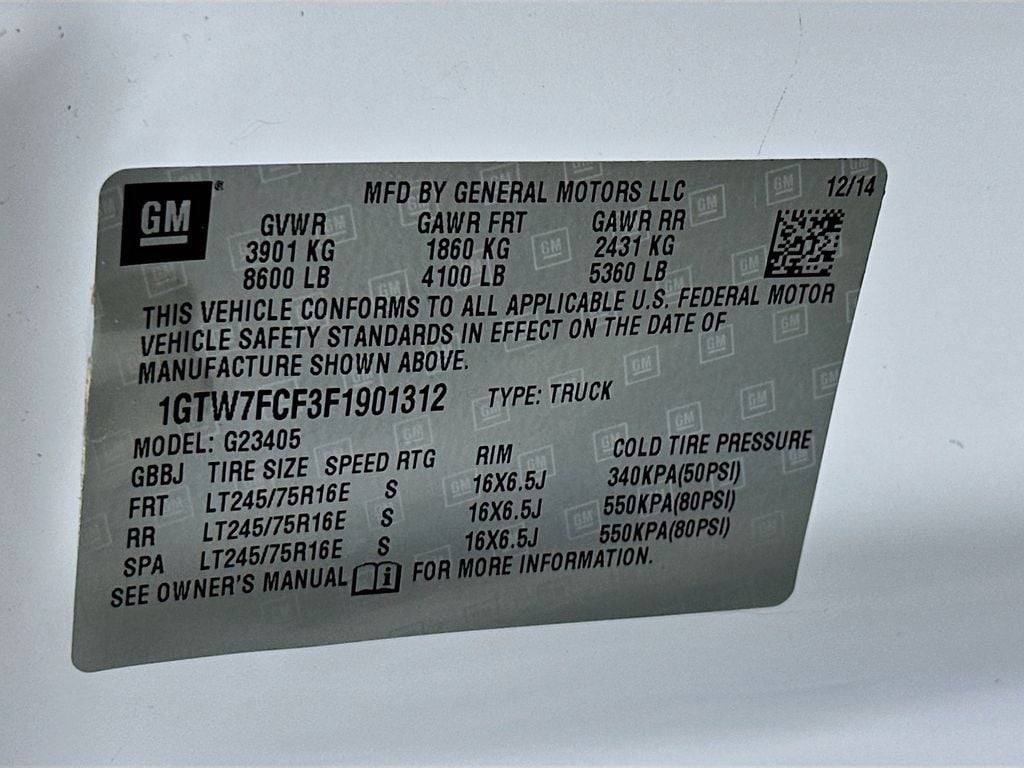 GM
MFD BY GENERAL MOTORS LLC 12/14
GVWR GAWR FRT GAWR RR
3901 KG 1860 KG 2431 KG
8600 LB 4100 LB 5360 LB
THIS VEHICLE CONFORMS TO ALL APPLICABLE U.S. FEDERAL MOTOR
VEHICLE SAFETY STANDARDS IN EFFECT ON THE DATE OF
MANUFACTURE SHOWN ABOVE.
1GTW7FCF3F1901312 TYPE: TRUCK
MODEL: G23405
GBBJ TIRE SIZE SPEED RTG RIM COLD TIRE PRESSURE
FRT LT245/75R16E S 16X6.5J 340KPA(50PSI)
RR LT245/75R16E S 16X6.5J 550KPA(80PSI)
SPA LT245/75R16E S 16X6.5J 550KPA(80PSI)
SEE OWNER'S MANUAL i FOR MORE INFORMATION.